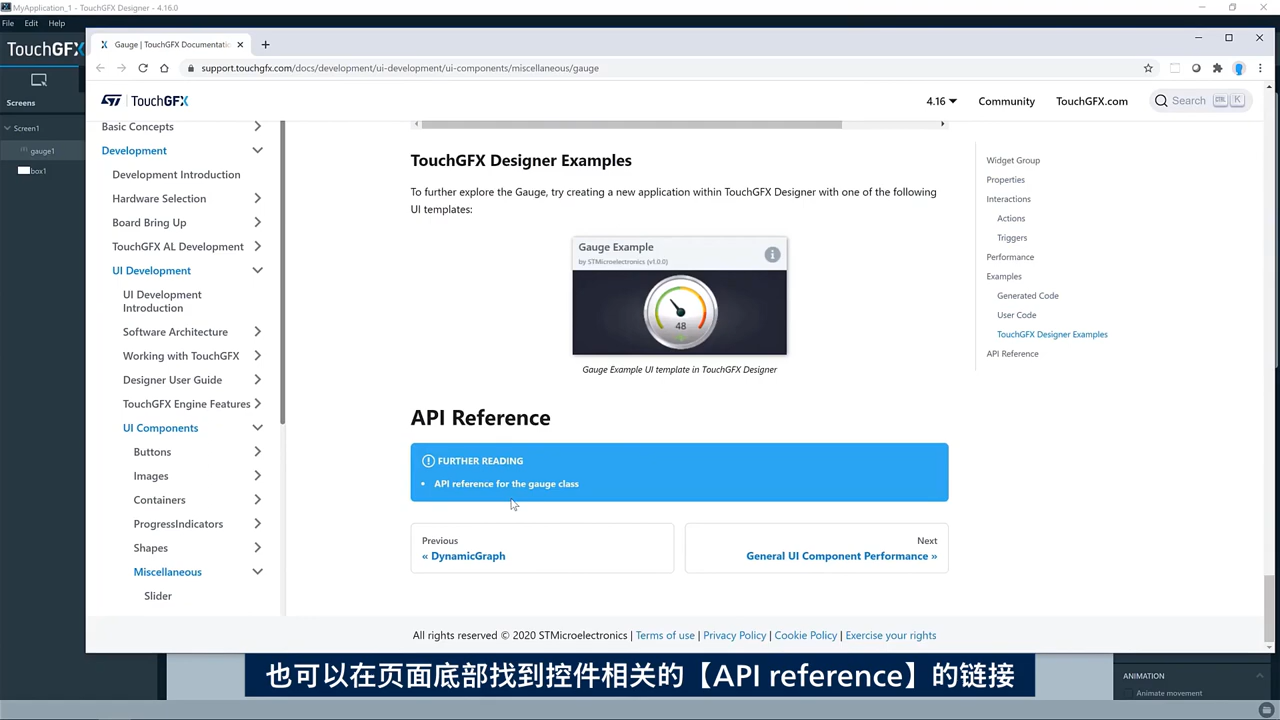 MyApplication_1 - TouchGFX Designer - 4.16.0
File Edit Help
TouchGFX
Screens
Screen1
gauge1
box1
Gauge | TouchGFX Documentatio
support.touchgfx.com/docs/development/ui-development/ui-components/miscellaneous/gauge
TouchGFX
4.16
Community
TouchGFX.com
Search
CTRL K
Basic Concepts
Development
Development Introduction
Hardware Selection
Board Bring Up
TouchGFX AL Development
UI Development
UI Development
Introduction
Software Architecture
Working with TouchGFX
Designer User Guide
TouchGFX Engine Features
UI Components
Buttons
Images
Containers
ProgressIndicators
Shapes
Miscellaneous
Slider
TouchGFX Designer Examples
To further explore the Gauge, try creating a new application within TouchGFX Designer with one of the following
UI templates:
Gauge Example
by STMicroelectronics (v1.0.0)
48
Gauge Example UI template in TouchGFX Designer
API Reference
FURTHER READING
• API reference for the gauge class
Previous
« DynamicGraph
Next
General UI Component Performance »
Widget Group
Properties
Interactions
Actions
Triggers
Performance
Examples
Generated Code
User Code
TouchGFX Designer Examples
API Reference
All rights reserved © 2020 STMicroelectronics | Terms of use | Privacy Policy | Cookie Policy | Exercise your rights
也可以在页面底部找到控件相关的【API reference】的链接
ANIMATION
Animate movement